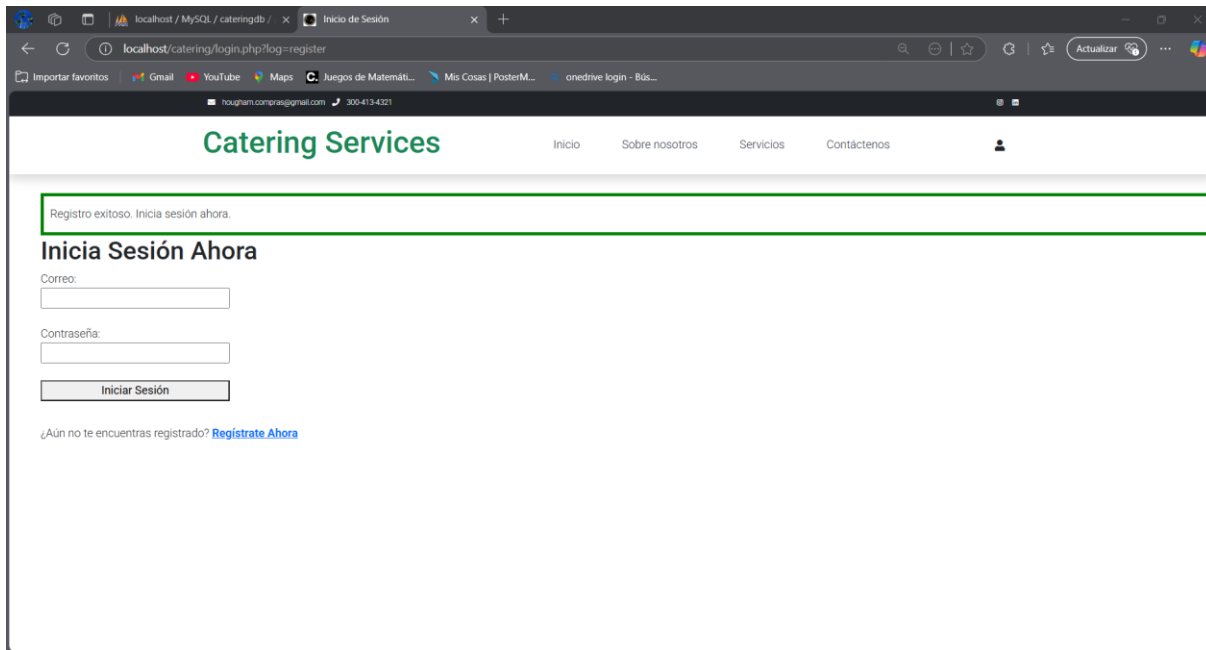 localhost / MySQL / cateringdb /
Inicio de Sesión
localhost/catering/login.php?log=register
Actualizar
Importar favoritos
Gmail
YouTube
Maps
Juegos de Matemáti...
Mis Cosas | PosterM...
onedrive login - Bús...
hougham.compras@gmail.com 300-413-4321
Catering Services
Inicio
Sobre nosotros
Servicios
Contáctenos
Registro exitoso. Inicia sesión ahora.
Inicia Sesión Ahora
Correo:
Contraseña:
Iniciar Sesión
¿Aún no te encuentras registrado? Regístrate Ahora